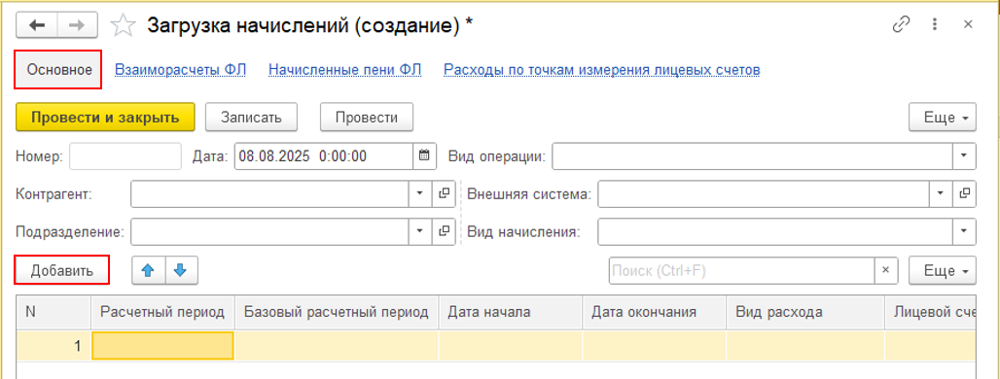 Загрузка начислений (создание) *
Основное Взаиморасчеты ФЛ Начисленные пени ФЛ Расходы по точкам измерения лицевых счетов
Провести и закрыть Записать Провести Еще
Номер: Дата: 08.08.2025 0:00:00 Вид операции:
Контрагент: Внешняя система:
Подразделение: Вид начисления:
Добавить Поиск (Ctrl+F) × Еще
N Расчетный период Базовый расчетный период Дата начала Дата окончания Вид расхода Лицевой сче
1